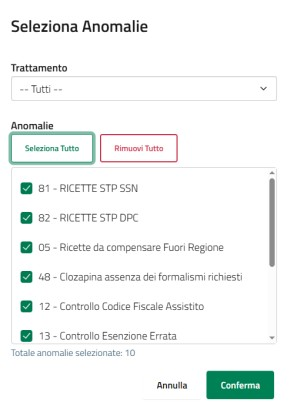 Seleziona Anomalie
Trattamento
-- Tutti --
Anomalie
Seleziona Tutto
Rimuovi Tutto
81 - RICETTE STP SSN
82 - RICETTE STP DPC
05 - Ricette da compensare Fuori Regione
48 - Clozapina assenza dei formalismi richiesti
12 - Controllo Codice Fiscale Assistito
13 - Controllo Esenzione Errata
Totale anomalie selezionate: 10
Annulla
Conferma